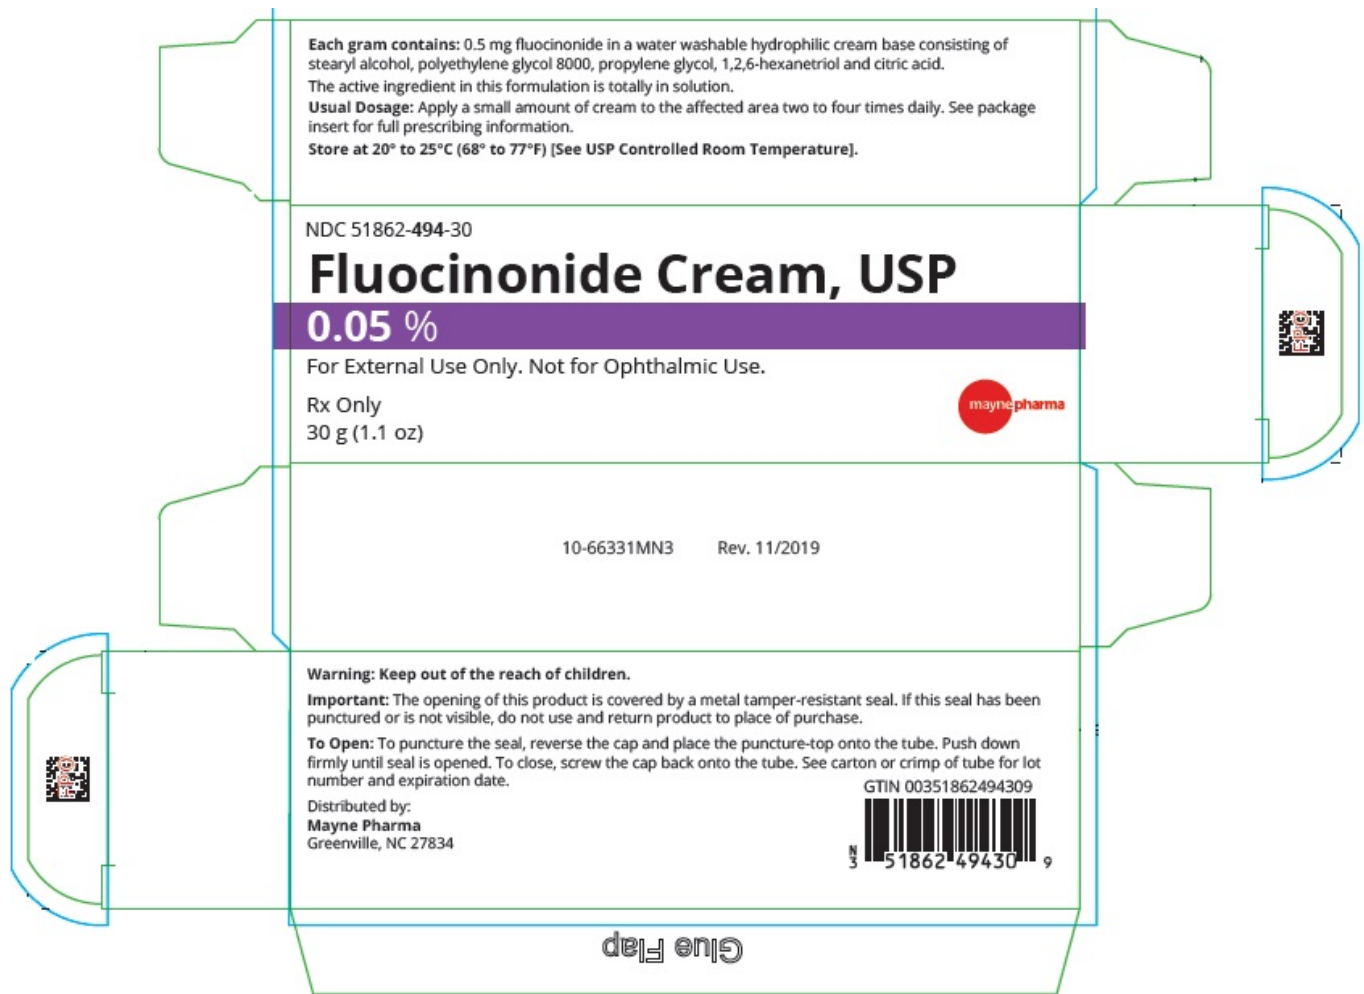 Each gram contains: 0.5 mg fluocinonide in a water washable hydrophilic cream base consisting of
stearyl alcohol, polyethylene glycol 8000, propylene glycol, 1,2,6-hexanetriol and citric acid.
The active ingredient in this formulation is totally in solution.
Usual Dosage: Apply a small amount of cream to the affected area two to four times daily. See package
insert for full prescribing information.
Store at 20° to 25°C (68° to 77°F) [See USP Controlled Room Temperature].
NDC 51862-494-30
Fluocinonide Cream, USP
0.05 %
For External Use Only. Not for Ophthalmic Use.
Rx Only
30 g (1.1 oz)
maynepharma
FPO
10-66331MN3 Rev. 11/2019
Warning: Keep out of the reach of children.
Important: The opening of this product is covered by a metal tamper-resistant seal. If this seal has been
punctured or is not visible, do not use and return product to place of purchase.
To Open: To puncture the seal, reverse the cap and place the puncture-top onto the tube. Push down
firmly until seal is opened. To close, screw the cap back onto the tube. See carton or crimp of tube for lot
number and expiration date.
Distributed by:
Mayne Pharma
Greenville, NC 27834
GTIN 00351862494309
N3 51862 49430 9
FPO
Glue Flap